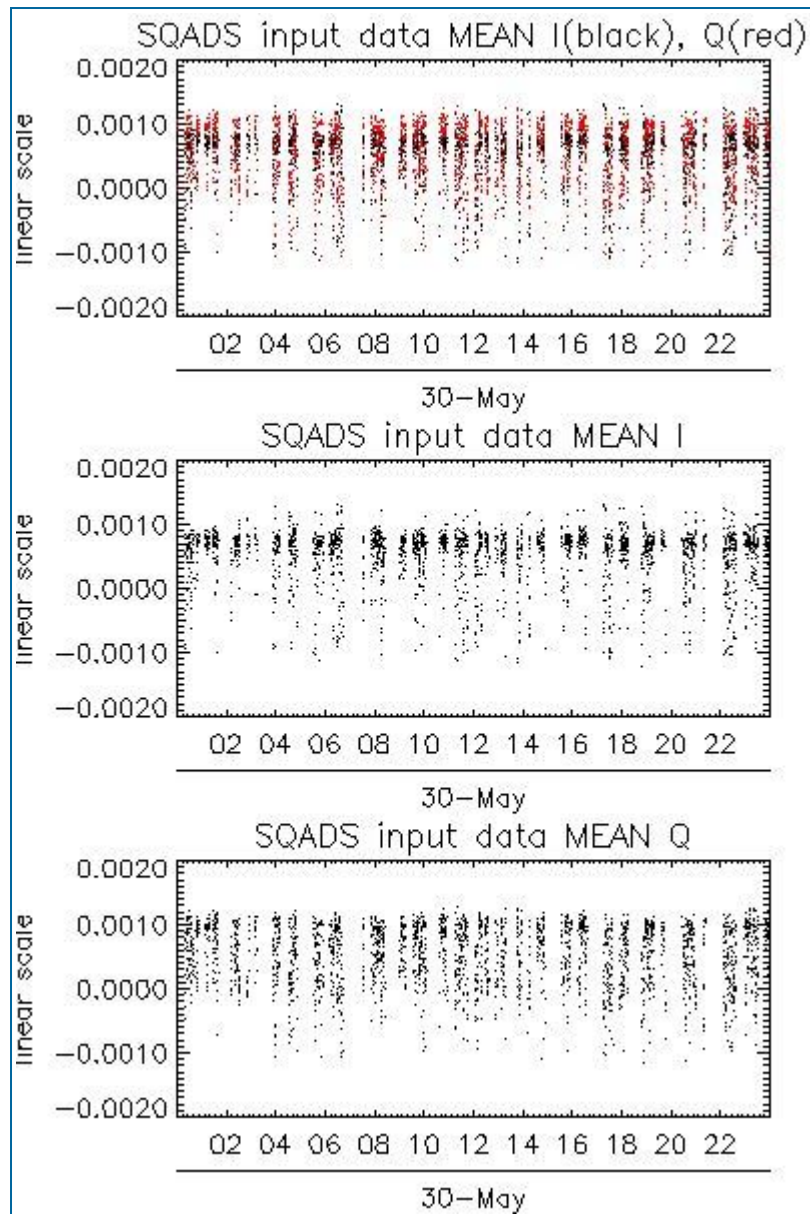 SQADS input data MEAN I(black), Q(red)
0.0020
0.0010
0.0000
−0.0010
−0.0020
linear scale
02 04 06 08 10 12 14 16 18 20 22
30−May
SQADS input data MEAN I
0.0020
0.0010
0.0000
−0.0010
−0.0020
linear scale
02 04 06 08 10 12 14 16 18 20 22
30−May
SQADS input data MEAN Q
0.0020
0.0010
0.0000
−0.0010
−0.0020
linear scale
02 04 06 08 10 12 14 16 18 20 22
30−May